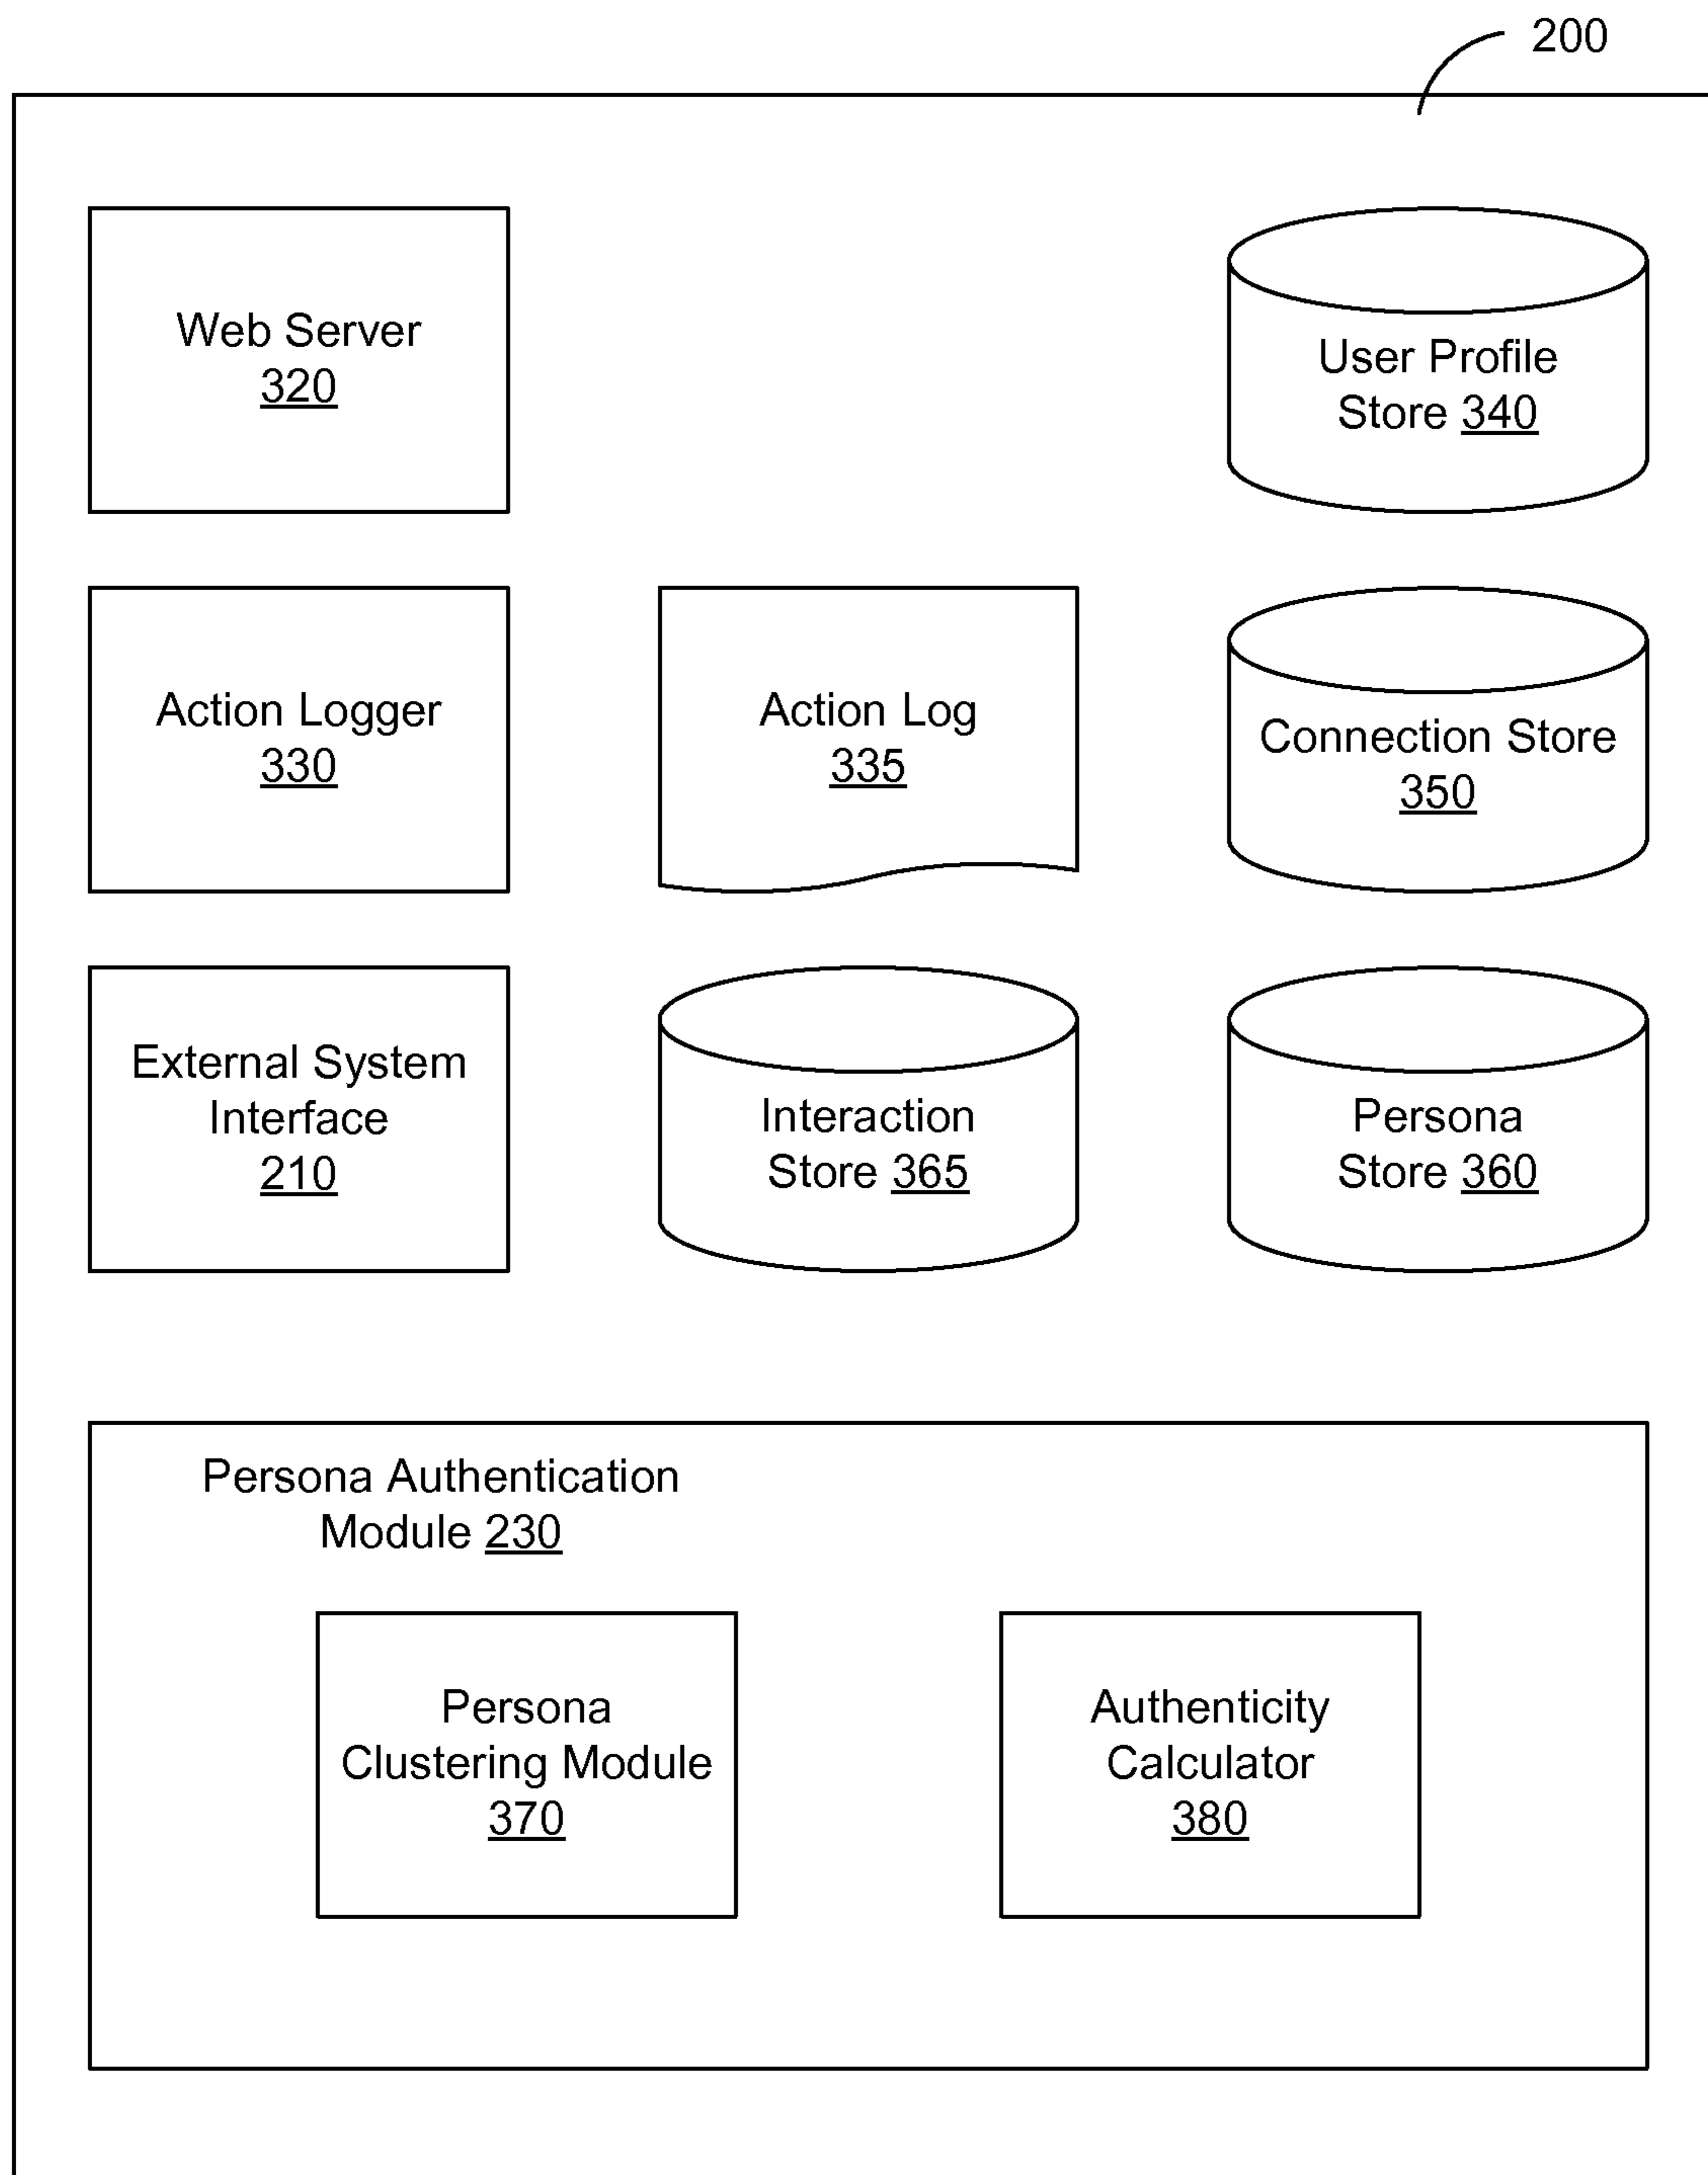 200
Web Server
320
User Profile
Store 340
Action Logger
330
Action Log
335
Connection Store
350
External System
Interface
210
Interaction
Store 365
Persona
Store 360
Persona Authentication
Module 230
Persona
Clustering Module
370
Authenticity
Calculator
380